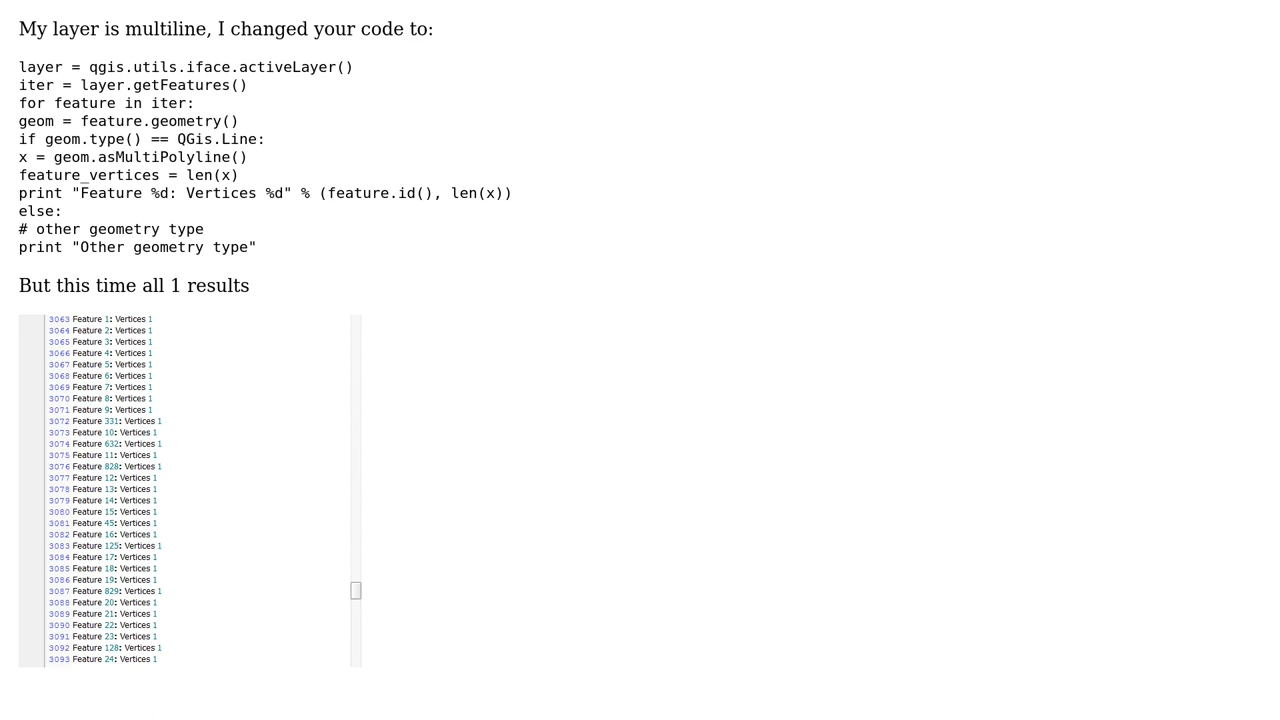 My layer is multiline, I changed your code to:
layer = qgis.utils.iface.activeLayer()
iter = layer.getFeatures()
for feature in iter:
geom = feature.geometry()
if geom.type() == QGis.Line:
x = geom.asMultiPolyline()
feature_vertices = len(x)
print "Feature %d: Vertices %d" % (feature.id(), len(x))
else:
# other geometry type
print "Other geometry type"
But this time all 1 results
3063 Feature 1: Vertices 1
3064 Feature 2: Vertices 1
3065 Feature 3: Vertices 1
3066 Feature 4: Vertices 1
3067 Feature 5: Vertices 1
3068 Feature 6: Vertices 1
3069 Feature 7: Vertices 1
3070 Feature 8: Vertices 1
3071 Feature 9: Vertices 1
3072 Feature 331: Vertices 1
3073 Feature 10: Vertices 1
3074 Feature 632: Vertices 1
3075 Feature 11: Vertices 1
3076 Feature 828: Vertices 1
3077 Feature 12: Vertices 1
3078 Feature 13: Vertices 1
3079 Feature 14: Vertices 1
3080 Feature 15: Vertices 1
3081 Feature 45: Vertices 1
3082 Feature 16: Vertices 1
3083 Feature 125: Vertices 1
3084 Feature 17: Vertices 1
3085 Feature 18: Vertices 1
3086 Feature 19: Vertices 1
3087 Feature 829: Vertices 1
3088 Feature 20: Vertices 1
3089 Feature 21: Vertices 1
3090 Feature 22: Vertices 1
3091 Feature 23: Vertices 1
3092 Feature 128: Vertices 1
3093 Feature 24: Vertices 1